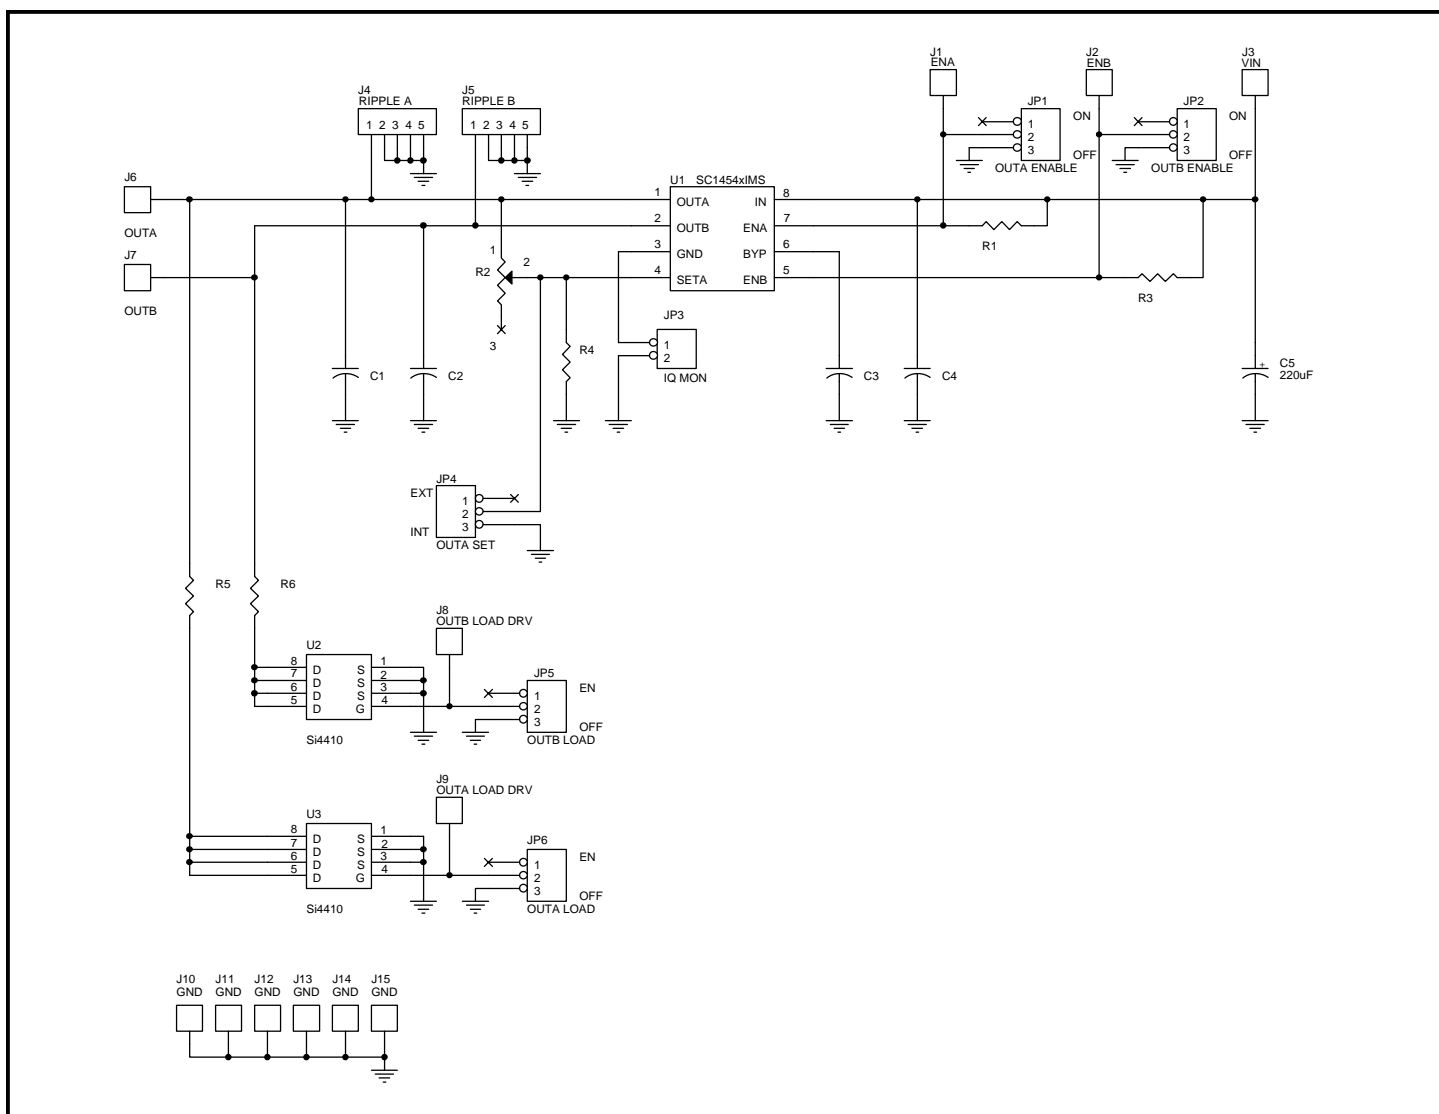 J1
ENA
J2
ENB
J3
VIN
J4
RIPPLE A
1 2 3 4 5
J5
RIPPLE B
1 2 3 4 5
JP1
1
2
3
ON
OFF
OUTA ENABLE
JP2
1
2
3
ON
OFF
OUTB ENABLE
J6
OUTA
J7
OUTB
U1 SC1454xIMS
1 OUTA IN 8
2 OUTB ENA 7
3 GND BYP 6
4 SETA ENB 5
R1
R3
1
R2
2
3
R4
JP3
1
2
IQ MON
C1
C2
C3
C4
+
C5
220uF
JP4
EXT
1
2
3
INT
OUTA SET
R5
R6
J8
OUTB LOAD DRV
U2
8 D S 1
7 D S 2
6 D S 3
5 D G 4
Si4410
JP5
EN
1
2
3
OFF
OUTB LOAD
J9
OUTA LOAD DRV
U3
8 D S 1
7 D S 2
6 D S 3
5 D G 4
Si4410
JP6
EN
1
2
3
OFF
OUTA LOAD
J10
GND
J11
GND
J12
GND
J13
GND
J14
GND
J15
GND